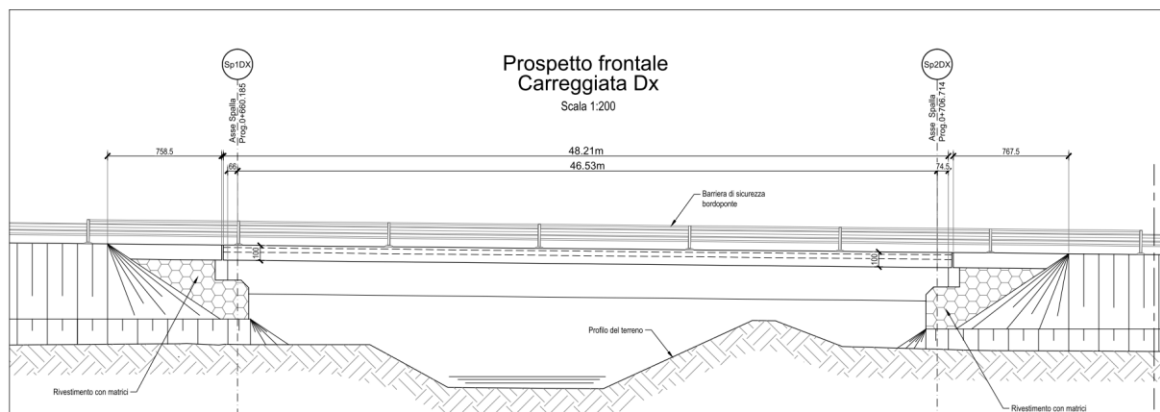 Prospetto frontale
Carreggiata Dx
Scala 1:200
Sp1DX
Asse Spalla
Prog.0+660.185
Sp2DX
Asse Spalla
Prog.0+706.714
758.5
48.21m
767.5
66
46.53m
74.5
Barriera di sicurezza
bordoponte
100
100
Profilo del terreno
Rivestimento con matrici
Rivestimento con matrici